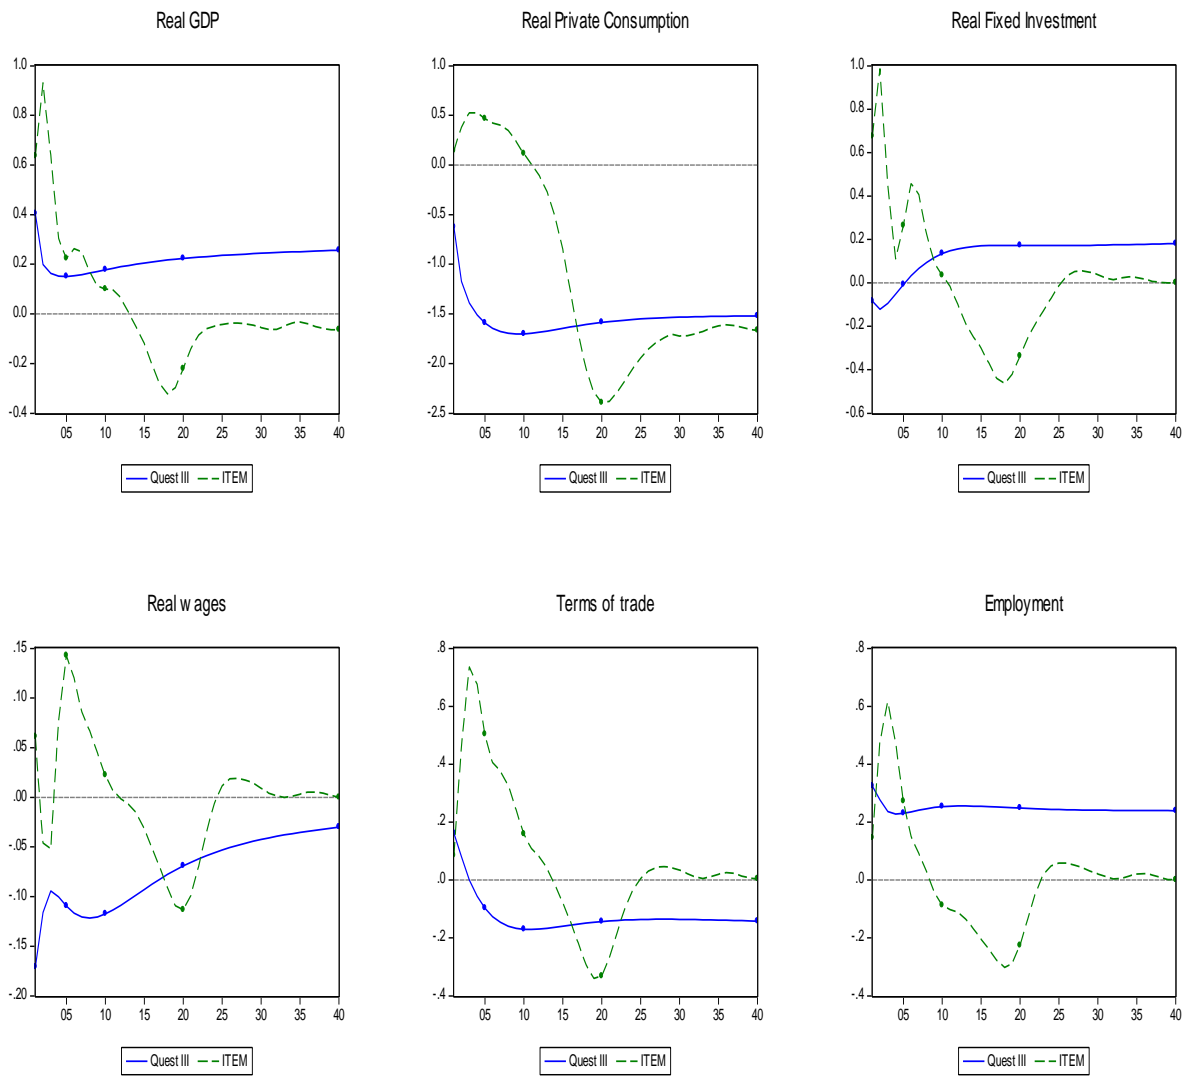 Real GDP
1.0
0.8
0.6
0.4
0.2
0.0
-0.2
-0.4
05 10 15 20 25 30 35 40
Quest III ITEM
Real Private Consumption
1.0
0.5
0.0
-0.5
-1.0
-1.5
-2.0
-2.5
05 10 15 20 25 30 35 40
Quest III ITEM
Real Fixed Investment
1.0
0.8
0.6
0.4
0.2
0.0
-0.2
-0.4
-0.6
05 10 15 20 25 30 35 40
Quest III ITEM
Real wages
.15
.10
.05
.00
-.05
-.10
-.15
-.20
05 10 15 20 25 30 35 40
Quest III ITEM
Terms of trade
.8
.6
.4
.2
.0
-.2
-.4
05 10 15 20 25 30 35 40
Quest III ITEM
Employment
.8
.6
.4
.2
.0
-.2
-.4
05 10 15 20 25 30 35 40
Quest III ITEM